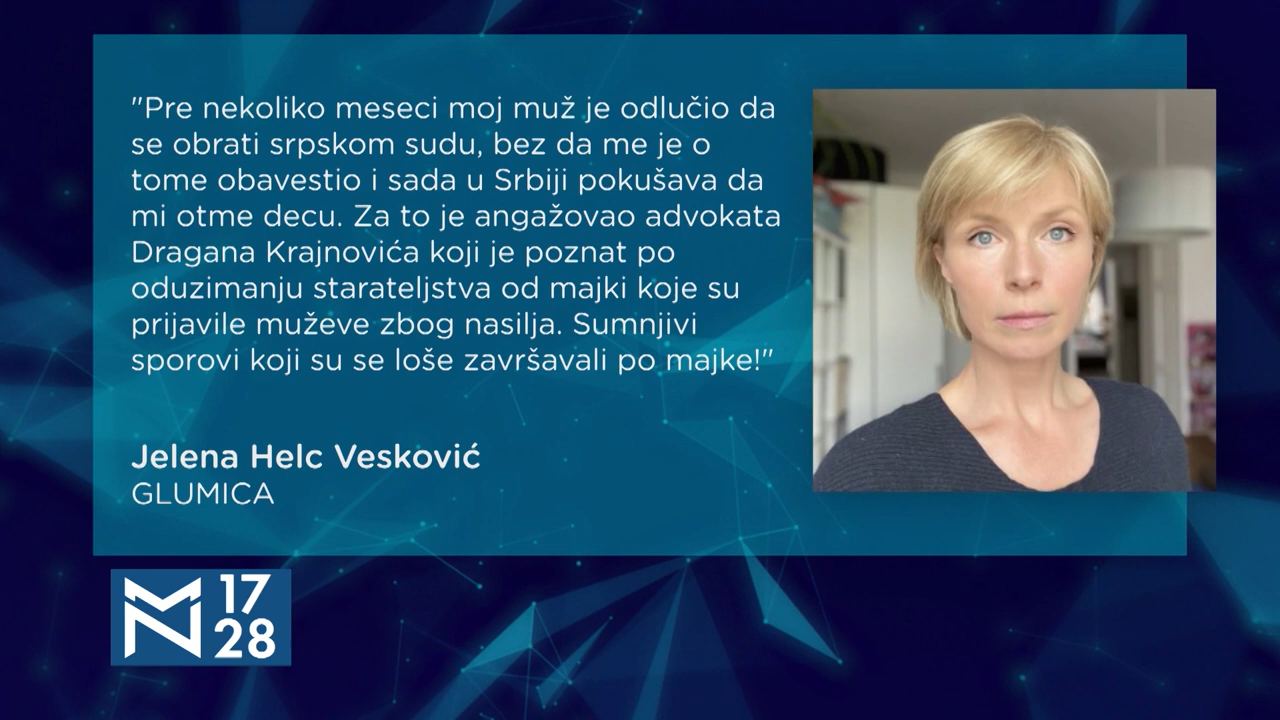 "Pre nekoliko meseci moj muž je odlučio da
se obrati srpskom sudu, bez da me je o
tome obavestio i sada u Srbiji pokušava da
mi otme decu. Za to je angažovao advokata
Dragana Krajnovića koji je poznat po
oduzimanju starateljstva od majki koje su
prijavile muževe zbog nasilja. Sumnjivi
sporovi koji su se loše završavali po majke!"
Jelena Helc Vesković
GLUMICA
17
28